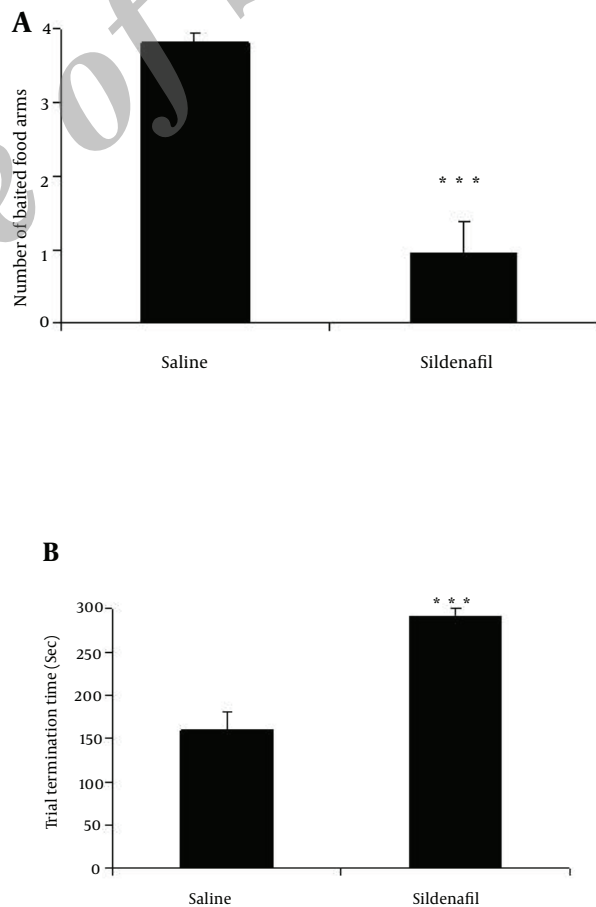 A
Number of baited food arms
4
3
2
1
0
* * *
Saline Sildenafil
B
Trial termination time (Sec)
300
250
200
150
100
50
0
* * *
Saline Sildenafil
of